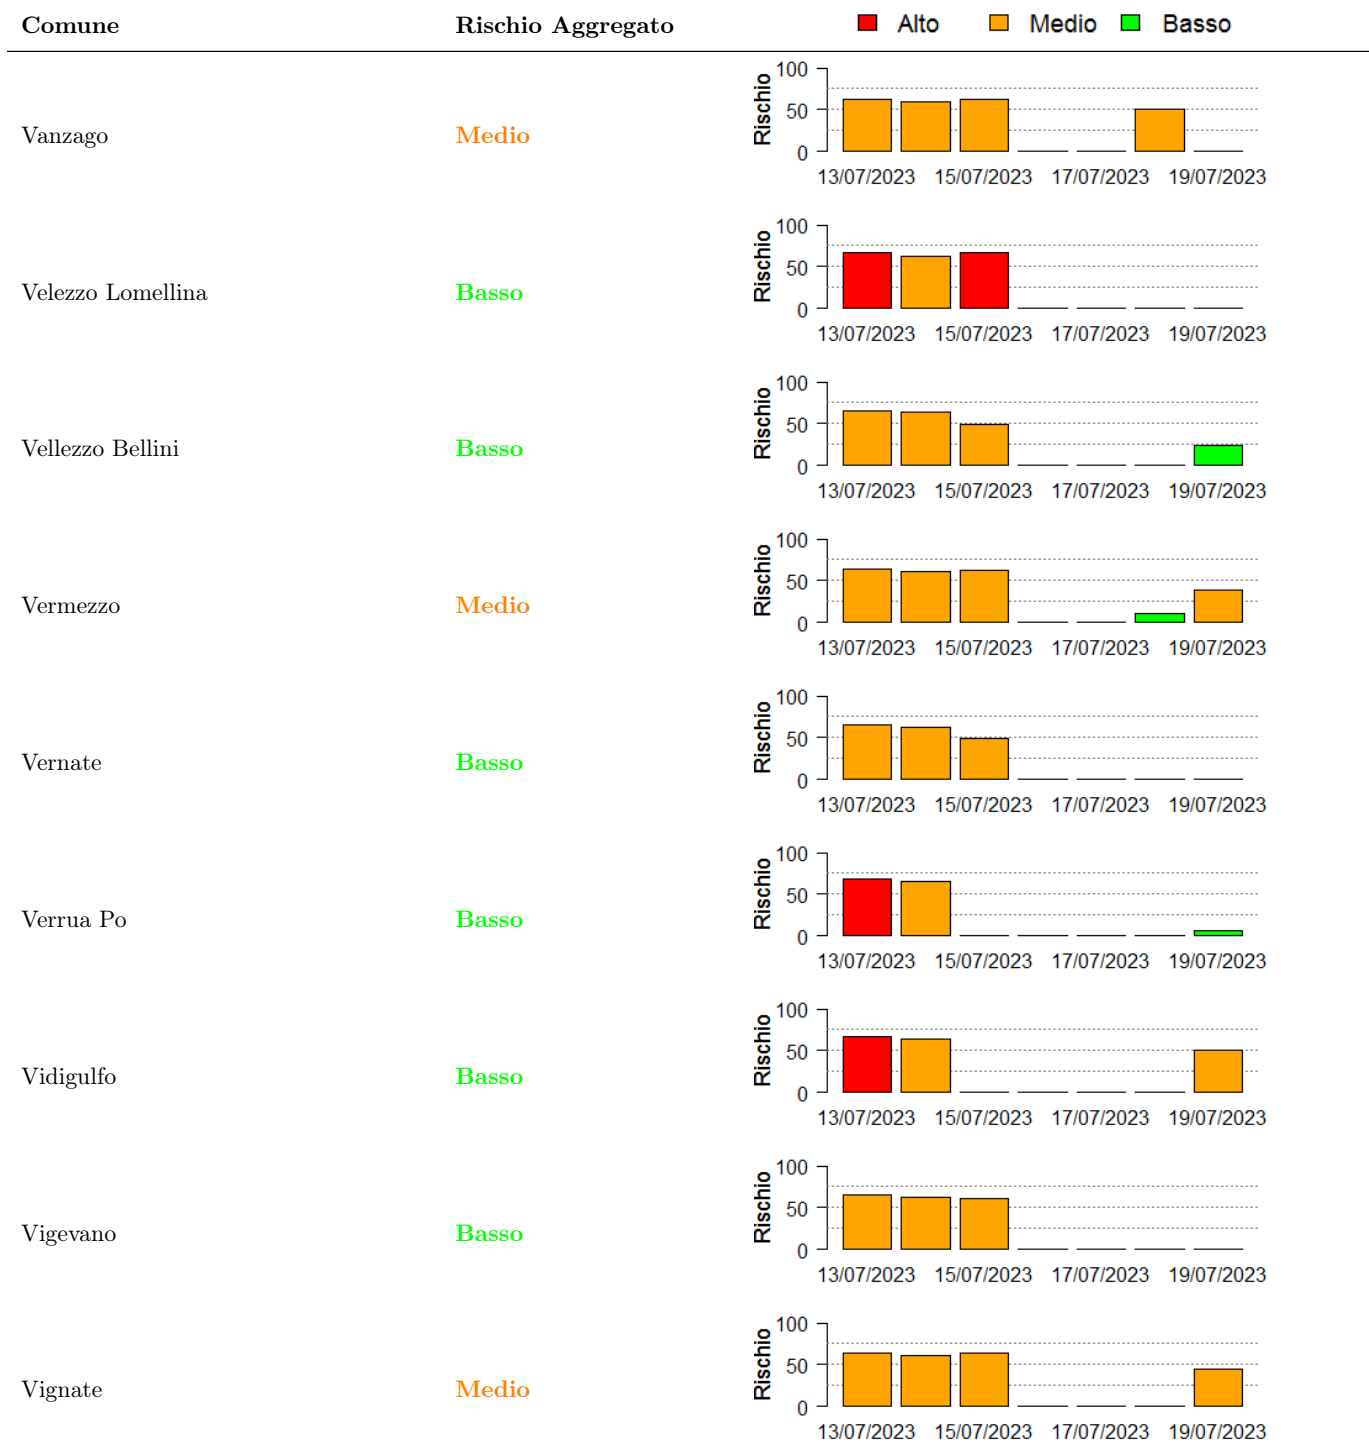 Comune Rischio Aggregato Alto Medio Basso
Vanzago Medio
Rischio
100
50
0
13/07/2023 15/07/2023 17/07/2023 19/07/2023
Velezzo Lomellina Basso
Rischio
100
50
0
13/07/2023 15/07/2023 17/07/2023 19/07/2023
Vellezzo Bellini Basso
Rischio
100
50
0
13/07/2023 15/07/2023 17/07/2023 19/07/2023
Vermezzo Medio
Rischio
100
50
0
13/07/2023 15/07/2023 17/07/2023 19/07/2023
Vernate Basso
Rischio
100
50
0
13/07/2023 15/07/2023 17/07/2023 19/07/2023
Verrua Po Basso
Rischio
100
50
0
13/07/2023 15/07/2023 17/07/2023 19/07/2023
Vidigulfo Basso
Rischio
100
50
0
13/07/2023 15/07/2023 17/07/2023 19/07/2023
Vigevano Basso
Rischio
100
50
0
13/07/2023 15/07/2023 17/07/2023 19/07/2023
Vignate Medio
Rischio
100
50
0
13/07/2023 15/07/2023 17/07/2023 19/07/2023